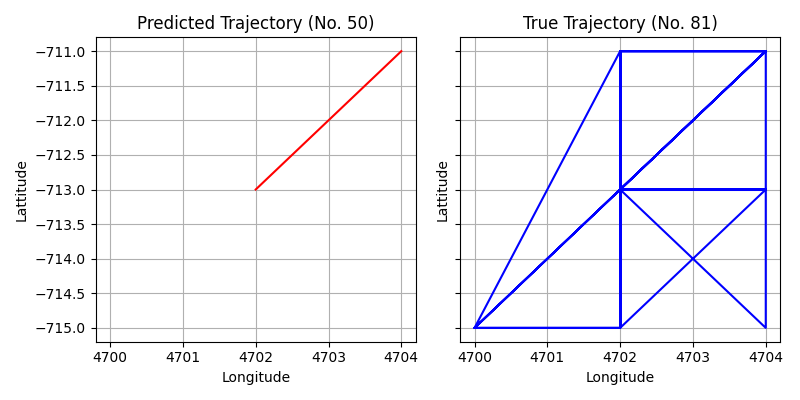 Predicted Trajectory (No. 50)
True Trajectory (No. 81)
Lattitude
−711.0
−711.5
−712.0
−712.5
−713.0
−713.5
−714.0
−714.5
−715.0
4700 4701 4702 4703 4704
Longitude
Lattitude
4700 4701 4702 4703 4704
Longitude